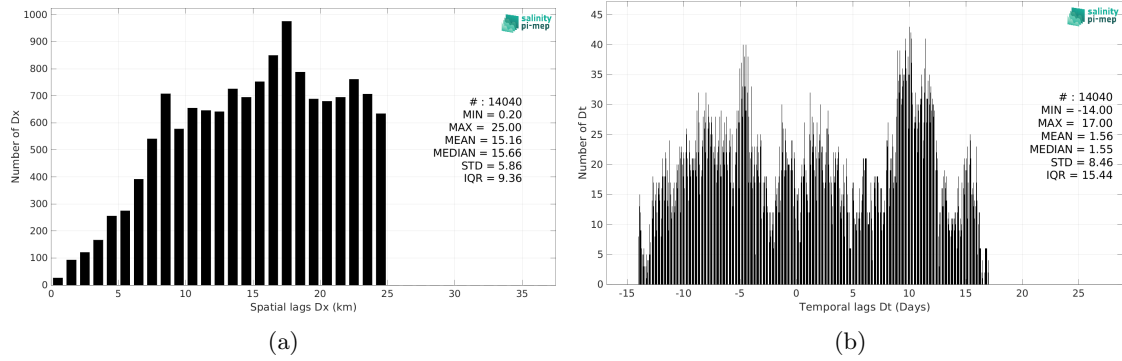 1000
900
800
700
600
500
400
300
200
100
0
Number of Dx
0 5 10 15 20 25 30 35
Spatial lags Dx (km)
salinity
pi-mep
# : 14040
MIN = 0.20
MAX = 25.00
MEAN = 15.16
MEDIAN = 15.66
STD = 5.86
IQR = 9.36
(a)
45
40
35
30
25
20
15
10
5
0
Number of Dt
-15 -10 -5 0 5 10 15 20 25
Temporal lags Dt (Days)
salinity
pi-mep
# : 14040
MIN = -14.00
MAX = 17.00
MEAN = 1.56
MEDIAN = 1.55
STD = 8.46
IQR = 15.44
(b)